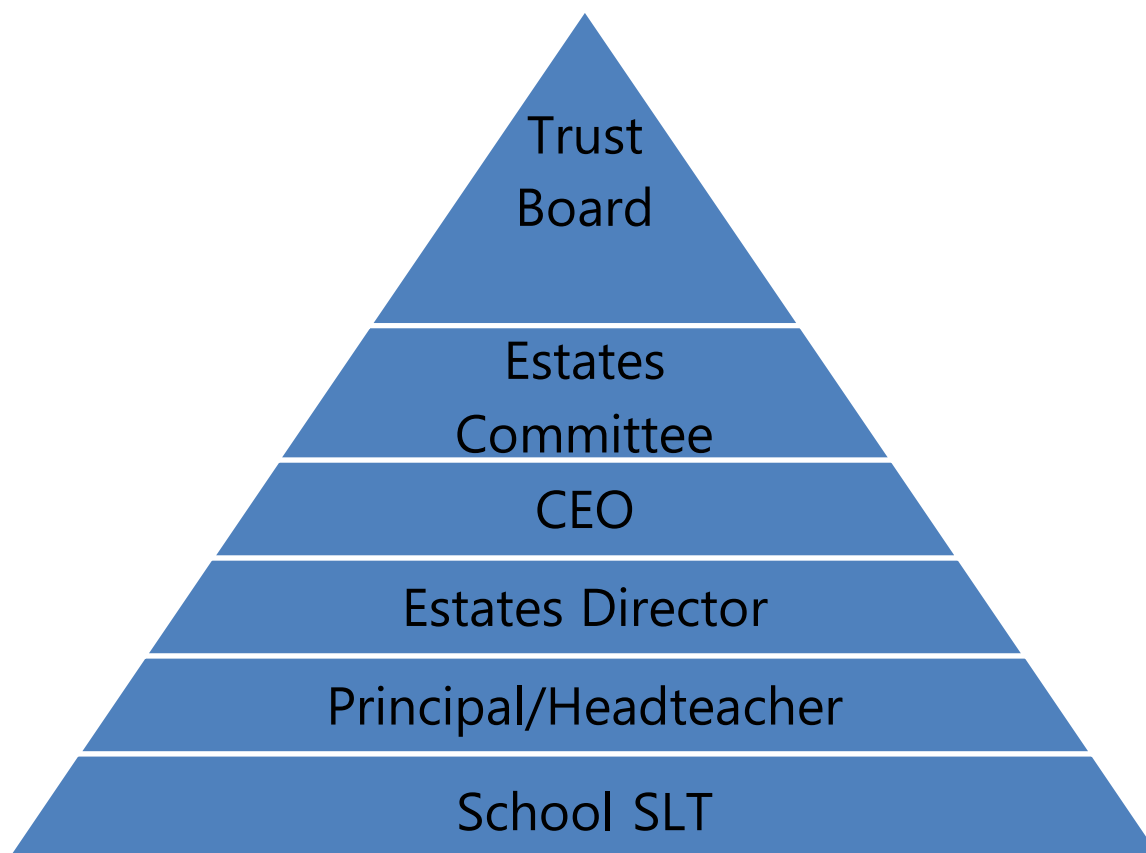 Trust
Board
Estates
Committee
CEO
Estates Director
Principal/Headteacher
School SLT